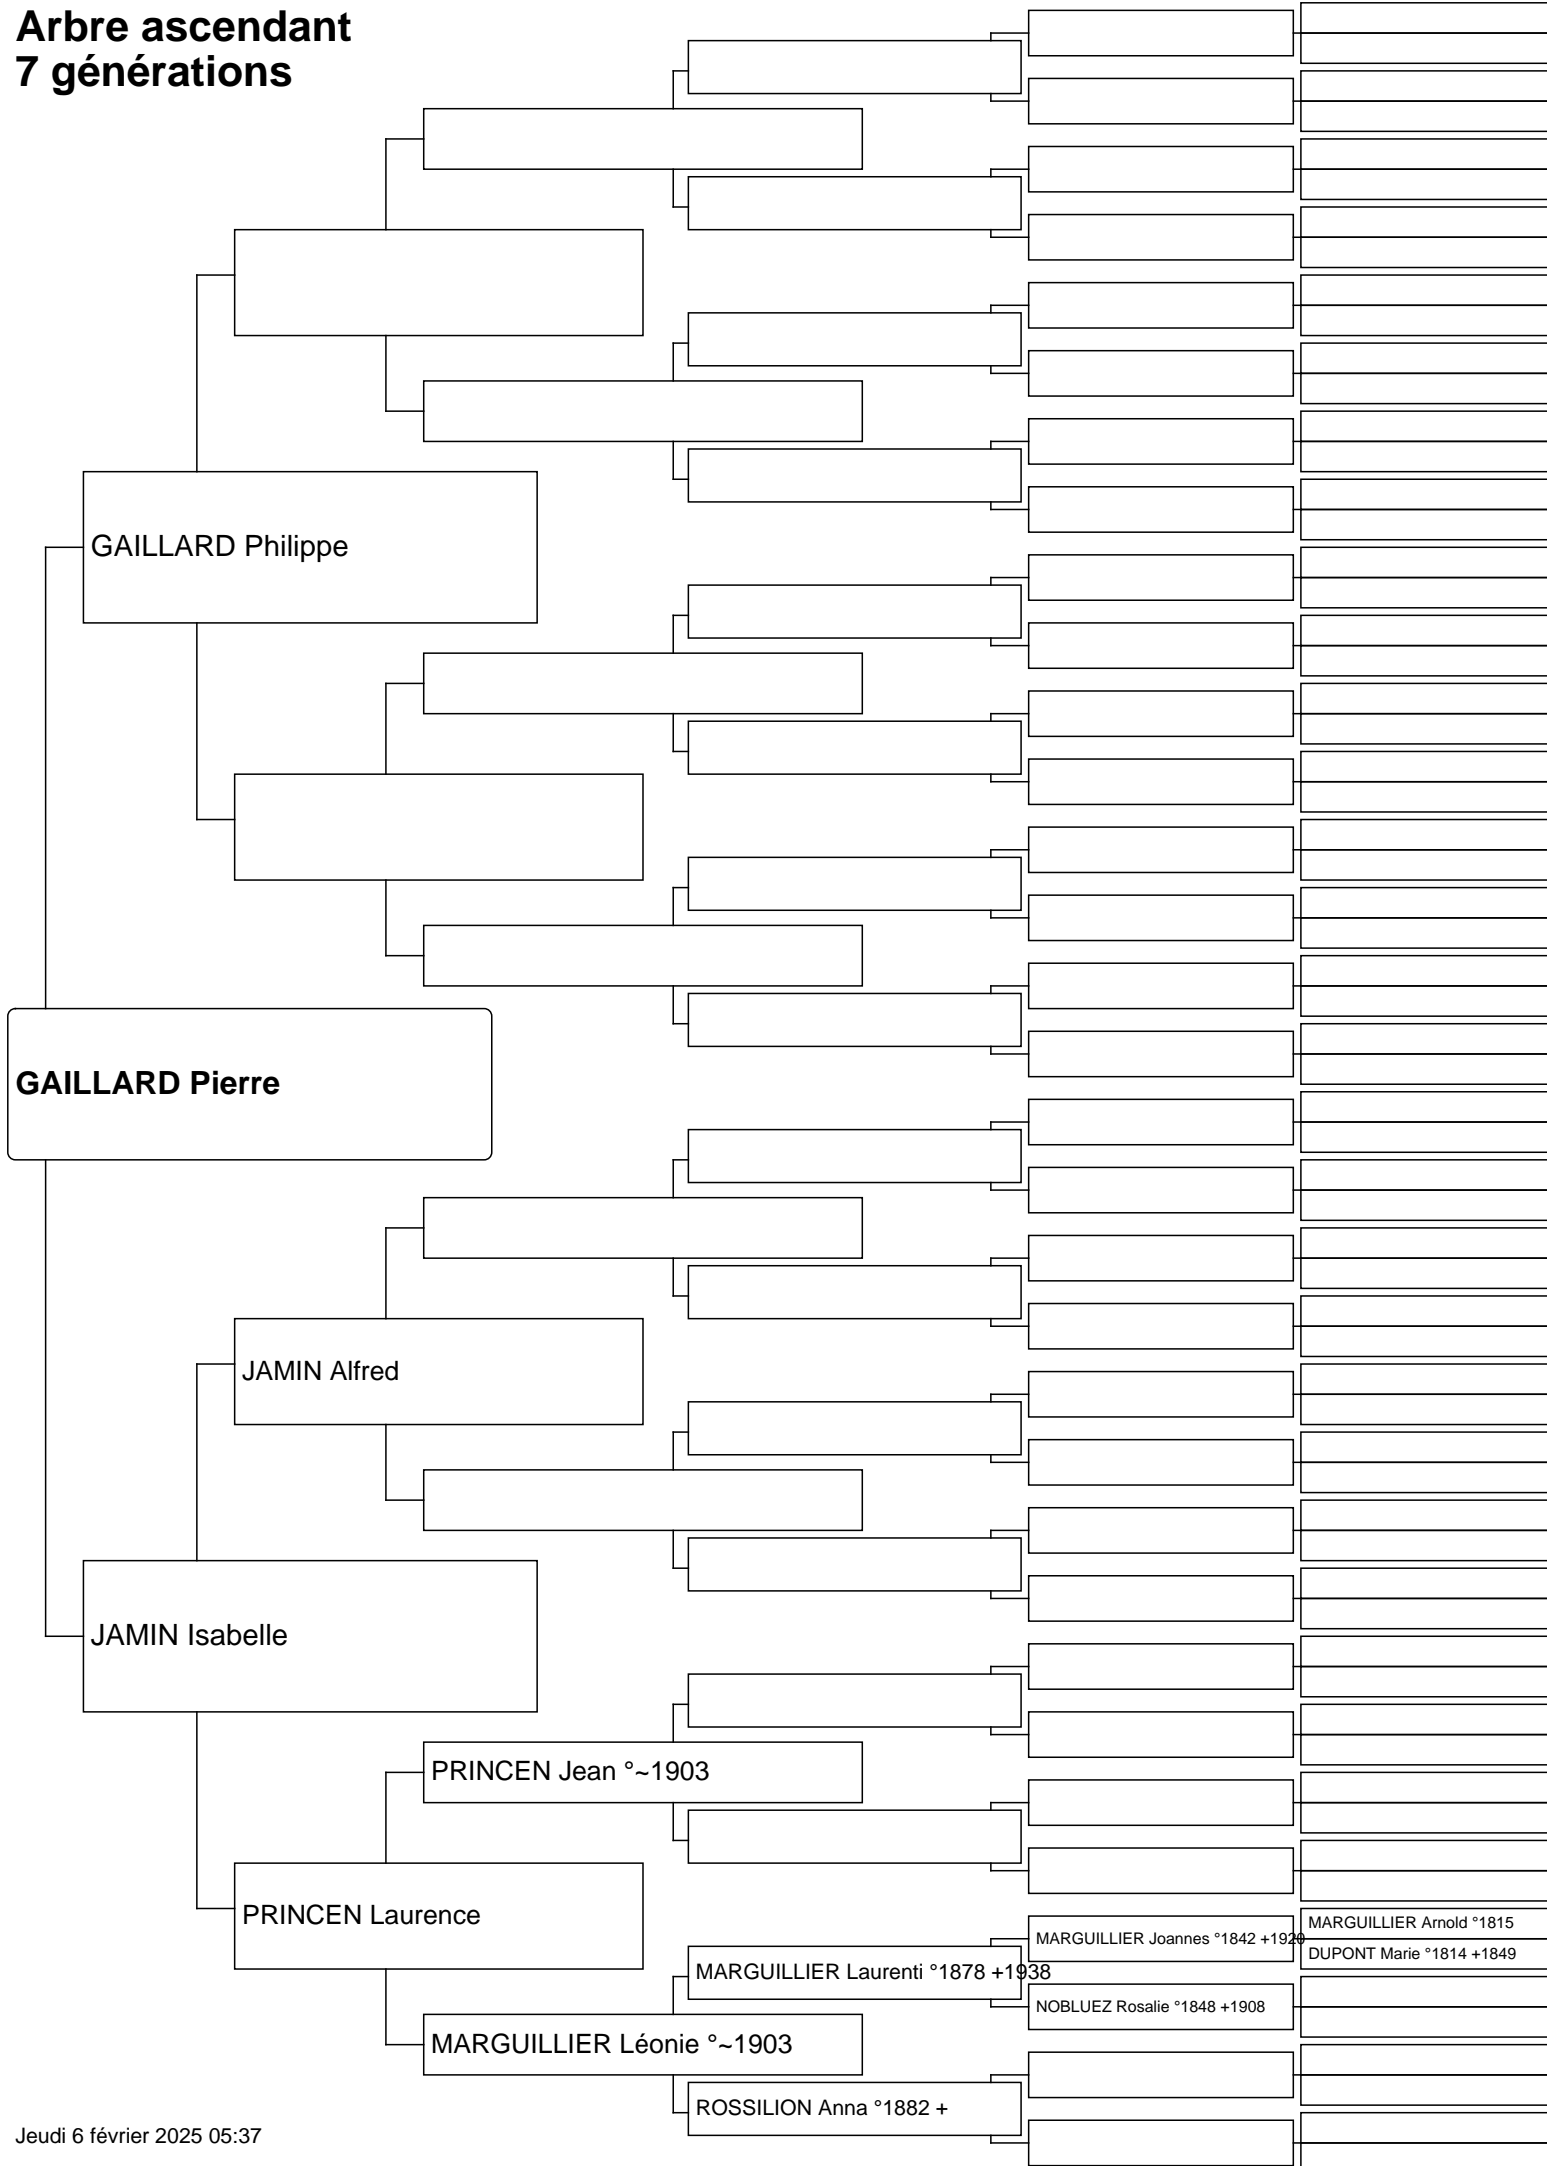 Arbre ascendant
7 générations
GAILLARD Philippe
GAILLARD Pierre
JAMIN Alfred
JAMIN Isabelle
PRINCEN Jean °~1903
PRINCEN Laurence
MARGUILLIER Joannes °1842 +1920
MARGUILLIER Arnold °1815
DUPONT Marie °1814 +1849
MARGUILLIER Laurenti °1878 +1938
NOBLUEZ Rosalie °1848 +1908
MARGUILLIER Léonie °~1903
ROSSILION Anna °1882 +
Jeudi 6 février 2025 05:37